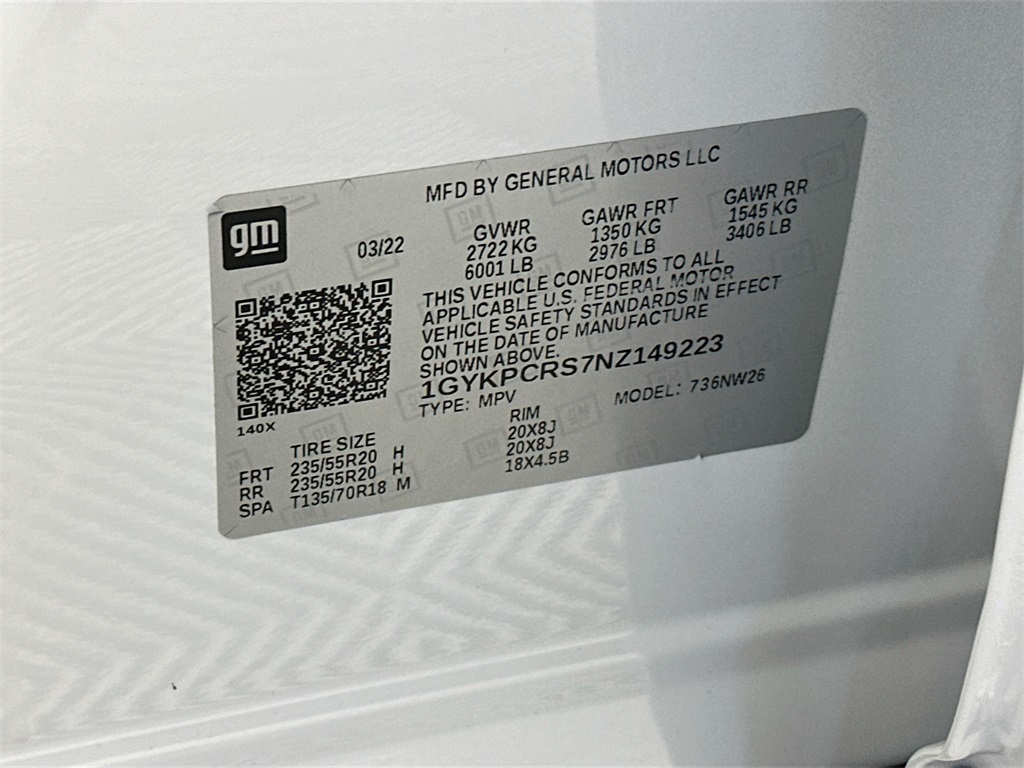 MFD BY GENERAL MOTORS LLC
gm
03/22
GVWR GAWR FRT GAWR RR
2722 KG 1350 KG 1545 KG
6001 LB 2976 LB 3406 LB
THIS VEHICLE CONFORMS TO ALL
APPLICABLE U.S. FEDERAL MOTOR
VEHICLE SAFETY STANDARDS IN EFFECT
ON THE DATE OF MANUFACTURE
SHOWN ABOVE.
1GYKPCRS7NZ149223
TYPE: MPV MODEL: 736NW26
140X
TIRE SIZE RIM
FRT 235/55R20 H 20X8J
RR 235/55R20 H 20X8J
SPA T135/70R18 M 18X4.5B